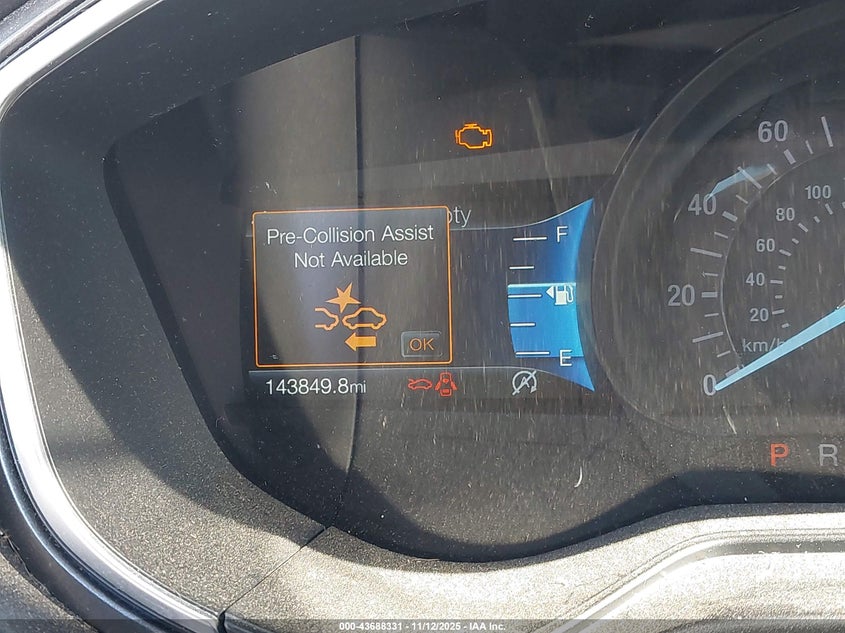 pty
Pre-Collision Assist
Not Available
OK
143849.8mi
F
E
60
40
20
0
100
80
60
40
20
km/h
P R
000-43688331 - 11/12/2025 - IAA Inc.